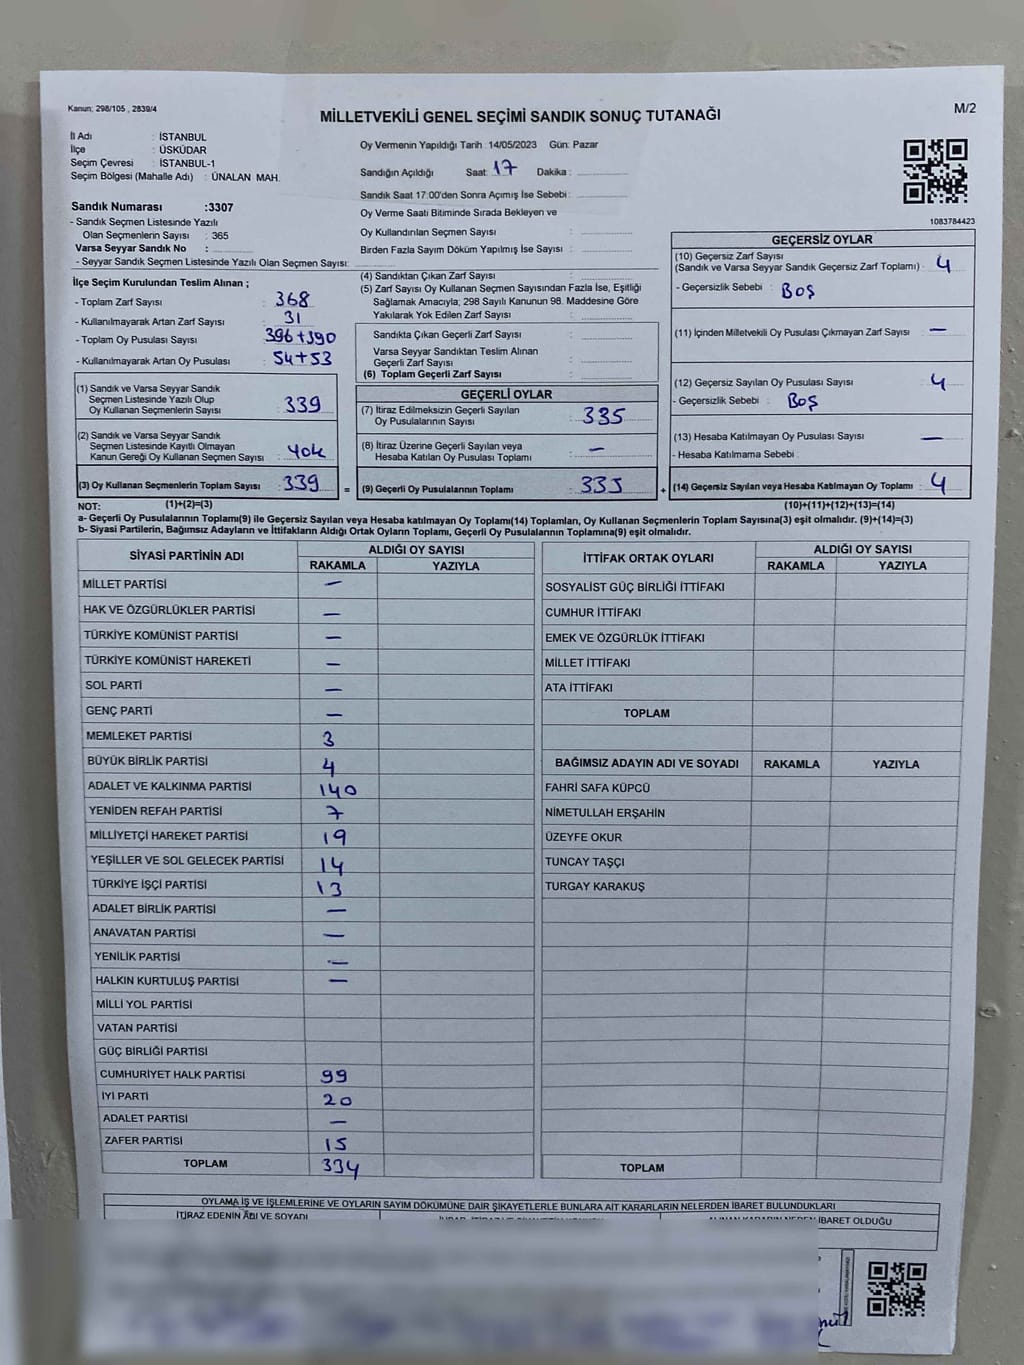 Kanun: 298/105 , 2839/4
MİLLETVEKİLİ GENEL SEÇİMİ SANDIK SONUÇ TUTANAĞI
M/2
İl Adı : İSTANBUL
İlçe : ÜSKÜDAR
Seçim Çevresi : İSTANBUL-1
Seçim Bölgesi (Mahalle Adı) : ÜNALAN MAH.
Sandık Numarası :3307
- Sandık Seçmen Listesinde Yazılı
Olan Seçmenlerin Sayısı : 365
Varsa Seyyar Sandık No :
- Seyyar Sandık Seçmen Listesinde Yazılı Olan Seçmen Sayısı:
İlçe Seçim Kurulundan Teslim Alınan ;
- Toplam Zarf Sayısı : 368
- Kullanılmayarak Artan Zarf Sayısı : 31
- Toplam Oy Pusulası Sayısı : 396+390
- Kullanılmayarak Artan Oy Pusulası : 54+53
(1) Sandık ve Varsa Seyyar Sandık
Seçmen Listesinde Yazılı Olup
Oy Kullanan Seçmenlerin Sayısı : 339
(2) Sandık ve Varsa Seyyar Sandık
Seçmen Listesinde Kayıtlı Olmayan
Kanun Gereği Oy Kullanan Seçmen Sayısı : Yok
(3) Oy Kullanan Seçmenlerin Toplam Sayısı : 339
Oy Vermenin Yapıldığı Tarih : 14/05/2023 Gün: Pazar
Sandığın Açıldığı Saat: 17 Dakika :
Sandık Saat 17:00'den Sonra Açımış İse Sebebi :
Oy Verme Saati Bitiminde Sırada Bekleyen ve
Oy Kullandırılan Seçmen Sayısı :
Birden Fazla Sayım Döküm Yapılmış İse Sayısı :
(4) Sandıktan Çıkan Zarf Sayısı :
(5) Zarf Sayısı Oy Kullanan Seçmen Sayısından Fazla İse, Eşitliği
Sağlamak Amacıyla; 298 Sayılı Kanunun 98. Maddesine Göre
Yakılarak Yok Edilen Zarf Sayısı :
Sandıkta Çıkan Geçerli Zarf Sayısı :
Varsa Seyyar Sandıktan Teslim Alınan
Geçerli Zarf Sayısı :
(6) Toplam Geçerli Zarf Sayısı :
GEÇERLİ OYLAR
(7) İtiraz Edilmeksizin Geçerli Sayılan
Oy Pusulalarının Sayısı : 335
(8) İtiraz Üzerine Geçerli Sayılan veya
Hesaba Katılan Oy Pusulası Toplamı : —
= (9) Geçerli Oy Pusulalarının Toplamı : 335
1083784423
GEÇERSİZ OYLAR
(10) Geçersiz Zarf Sayısı
(Sandık ve Varsa Seyyar Sandık Geçersiz Zarf Toplamı) : 4
- Geçersizlik Sebebi : Boş
(11) İçinden Milletvekili Oy Pusulası Çıkmayan Zarf Sayısı : —
(12) Geçersiz Sayılan Oy Pusulası Sayısı : 4
- Geçersizlik Sebebi : Boş
(13) Hesaba Katılmayan Oy Pusulası Sayısı : —
- Hesaba Katılmama Sebebi :
+ (14) Geçersiz Sayılan veya Hesaba Katılmayan Oy Toplamı : 4
NOT: (1)+(2)=(3) (10)+(11)+(12)+(13)=(14)
a- Geçerli Oy Pusulalarının Toplamı(9) ile Geçersiz Sayılan veya Hesaba katılmayan Oy Toplamı(14) Toplamları, Oy Kullanan Seçmenlerin Toplam Sayısına(3) eşit olmalıdır. (9)+(14)=(3)
b- Siyasi Partilerin, Bağımsız Adayların ve İttifakların Aldığı Ortak Oyların Toplamı, Geçerli Oy Pusulalarının Toplamına(9) eşit olmalıdır.
SİYASİ PARTİNİN ADI ALDIĞI OY SAYISI
RAKAMLA YAZIYLA
MİLLET PARTİSİ —
HAK VE ÖZGÜRLÜKLER PARTİSİ —
TÜRKİYE KOMÜNİST PARTİSİ —
TÜRKİYE KOMÜNİST HAREKETİ —
SOL PARTİ —
GENÇ PARTİ —
MEMLEKET PARTİSİ 3
BÜYÜK BİRLİK PARTİSİ 4
ADALET VE KALKINMA PARTİSİ 140
YENİDEN REFAH PARTİSİ 7
MİLLİYETÇİ HAREKET PARTİSİ 19
YEŞİLLER VE SOL GELECEK PARTİSİ 14
TÜRKİYE İŞÇİ PARTİSİ 13
ADALET BİRLİK PARTİSİ —
ANAVATAN PARTİSİ —
YENİLİK PARTİSİ —
HALKIN KURTULUŞ PARTİSİ —
MİLLİ YOL PARTİSİ
VATAN PARTİSİ
GÜÇ BİRLİĞİ PARTİSİ
CUMHURİYET HALK PARTİSİ 99
İYİ PARTİ 20
ADALET PARTİSİ —
ZAFER PARTİSİ 15
TOPLAM 334
İTTİFAK ORTAK OYLARI ALDIĞI OY SAYISI
RAKAMLA YAZIYLA
SOSYALİST GÜÇ BİRLİĞİ İTTİFAKI
CUMHUR İTTİFAKI
EMEK VE ÖZGÜRLÜK İTTİFAKI
MİLLET İTTİFAKI
ATA İTTİFAKI
TOPLAM
BAĞIMSIZ ADAYIN ADI VE SOYADI RAKAMLA YAZIYLA
FAHRİ SAFA KÜPCÜ
NİMETULLAH ERŞAHİN
ÜZEYFE OKUR
TUNCAY TAŞÇI
TURGAY KARAKUŞ
TOPLAM
OYLAMA İŞ VE İŞLEMLERİNE VE OYLARIN SAYIM DÖKÜMÜNE DAİR ŞİKAYETLERLE BUNLARA AİT KARARLARIN NELERDEN İBARET BULUNDUKLARI
İTİRAZ EDENİN ADI VE SOYADI
İBARET OLDUĞU